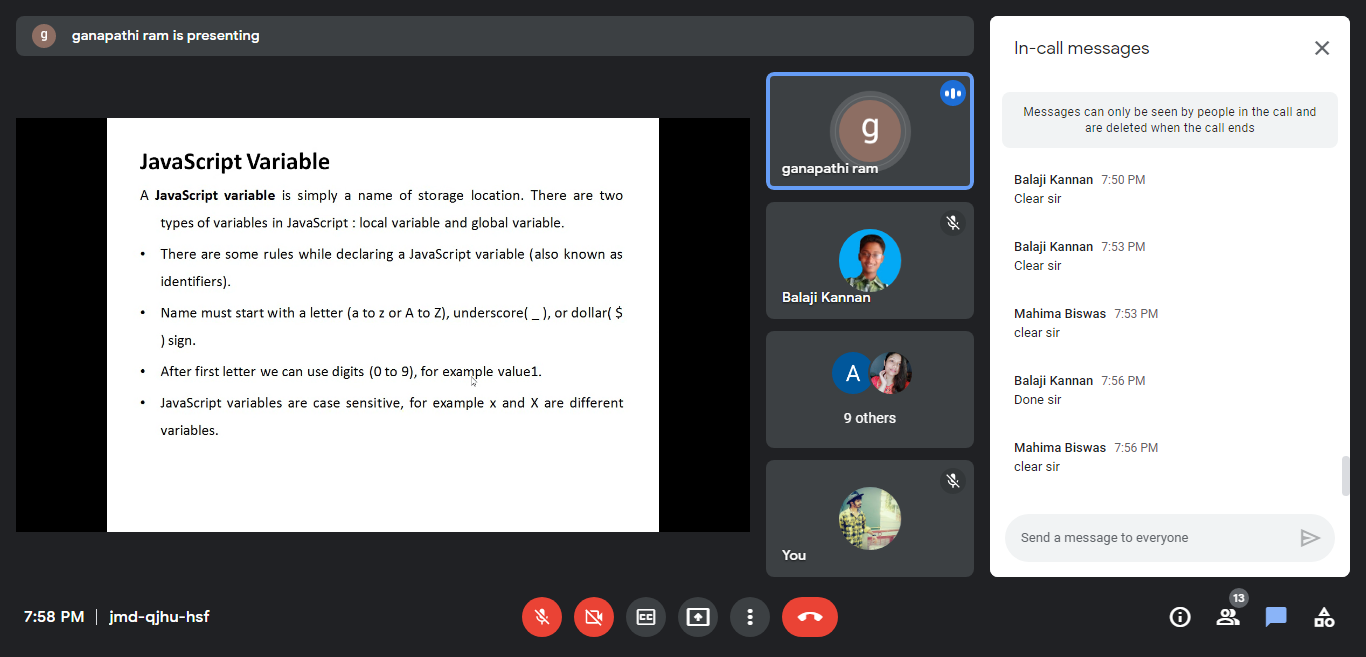 g
ganapathi ram is presenting
JavaScript Variable
A JavaScript variable is simply a name of storage location. There are two
types of variables in JavaScript : local variable and global variable.
• There are some rules while declaring a JavaScript variable (also known as
identifiers).
• Name must start with a letter (a to z or A to Z), underscore( _ ), or dollar( $
) sign.
• After first letter we can use digits (0 to 9), for example value1.
• JavaScript variables are case sensitive, for example x and X are different
variables.
g
ganapathi ram
Balaji Kannan
A
9 others
You
In-call messages
Messages can only be seen by people in the call and
are deleted when the call ends
Balaji Kannan 7:50 PM
Clear sir
Balaji Kannan 7:53 PM
Clear sir
Mahima Biswas 7:53 PM
clear sir
Balaji Kannan 7:56 PM
Done sir
Mahima Biswas 7:56 PM
clear sir
Send a message to everyone
7:58 PM | jmd-qjhu-hsf
CC
13